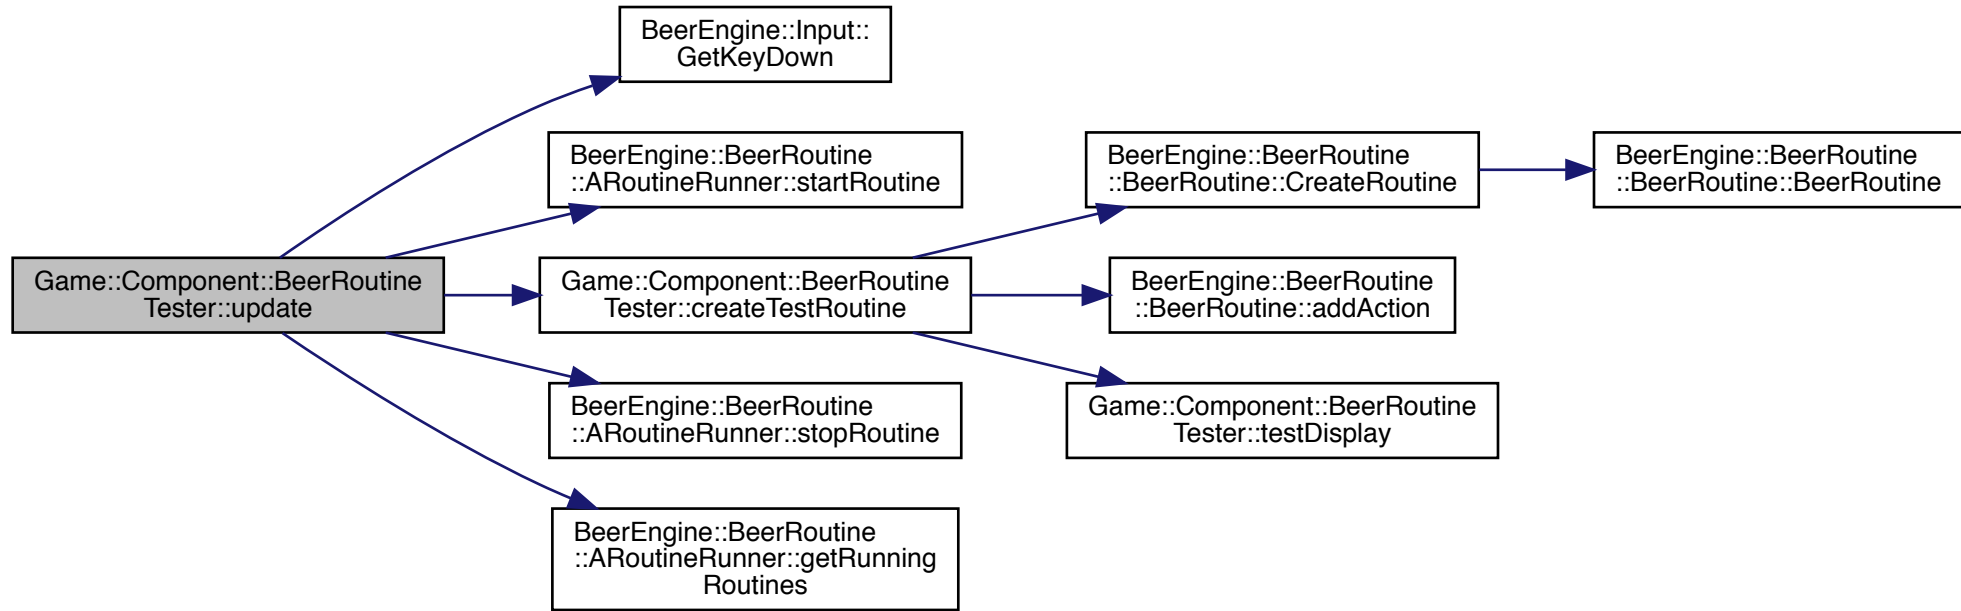 BeerEngine::Input::
GetKeyDown
BeerEngine::BeerRoutine
::ARoutineRunner::startRoutine
BeerEngine::BeerRoutine
::BeerRoutine::CreateRoutine
BeerEngine::BeerRoutine
::BeerRoutine::BeerRoutine
Game::Component::BeerRoutine
Tester::update
Game::Component::BeerRoutine
Tester::createTestRoutine
BeerEngine::BeerRoutine
::BeerRoutine::addAction
BeerEngine::BeerRoutine
::ARoutineRunner::stopRoutine
Game::Component::BeerRoutine
Tester::testDisplay
BeerEngine::BeerRoutine
::ARoutineRunner::getRunning
Routines